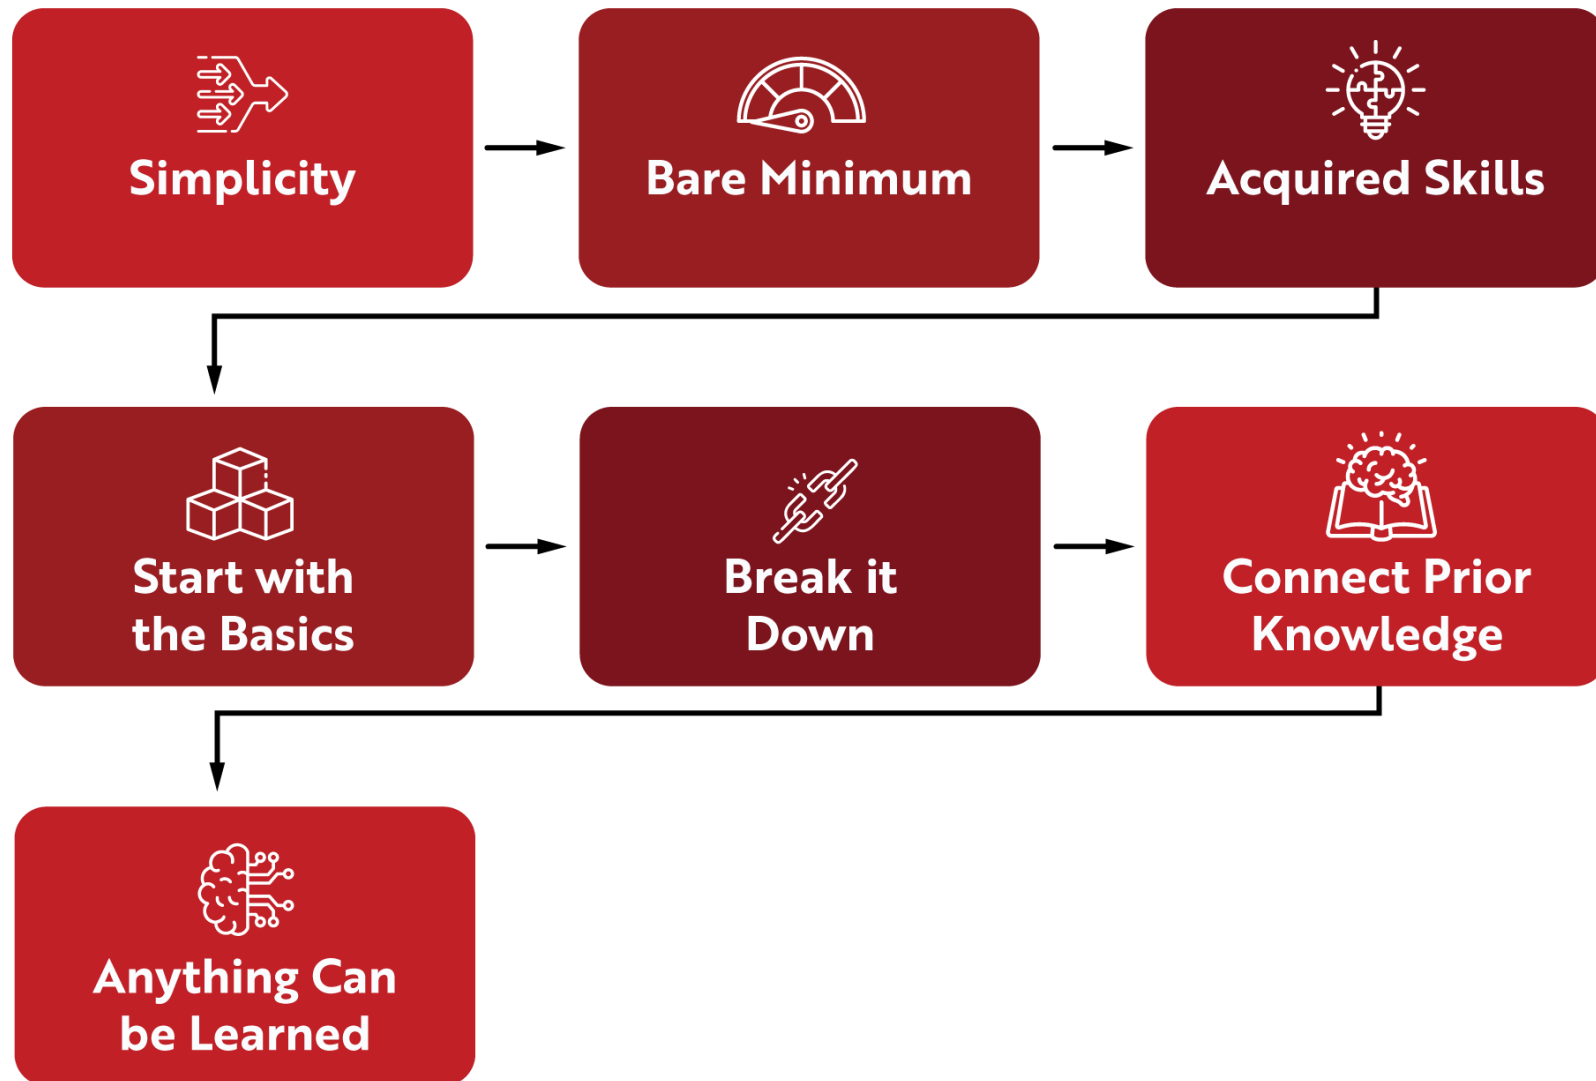 Simplicity
Bare Minimum
Acquired Skills
Start with
the Basics
Break it
Down
Connect Prior
Knowledge
Anything Can
be Learned